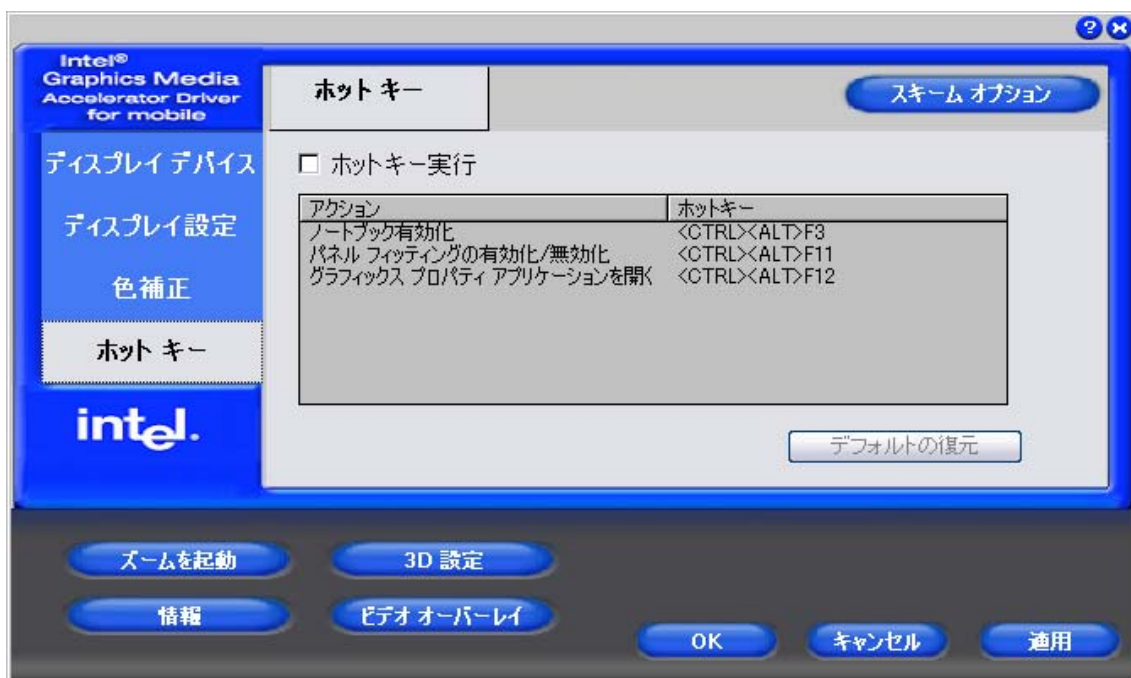 Intel®
Graphics Media
Accelerator Driver
for mobile
ホット キー
スキーム オプション
ディスプレイ デバイス
ディスプレイ設定
色補正
ホット キー
intel.
ホットキー実行
アクション ホットキー
ノートブック有効化 <CTRL><ALT>F3
パネル フィッティングの有効化/無効化 <CTRL><ALT>F11
グラフィックス プロパティ アプリケーションを開く <CTRL><ALT>F12
デフォルトの復元
ズームを起動
3D 設定
情報
ビデオ オーバーレイ
OK
キャンセル
適用